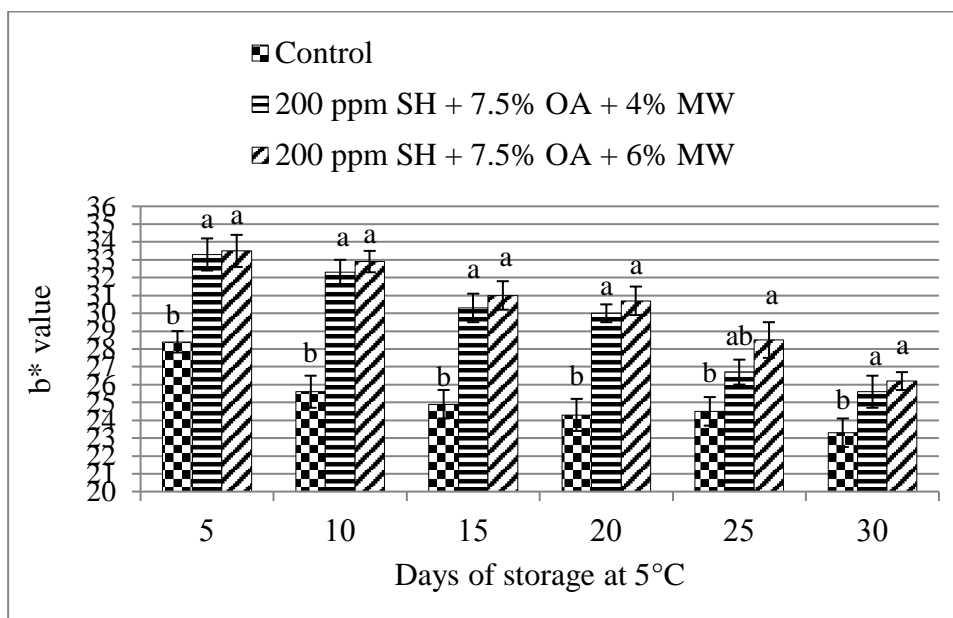 Control
200 ppm SH + 7.5% OA + 4% MW
200 ppm SH + 7.5% OA + 6% MW
36
35
34
33
32
31
30
29
28
27
26
25
24
23
22
21
20
b* value
b a a
b a a
b a a
b a a
b ab a
b a a
5 10 15 20 25 30
Days of storage at 5°C